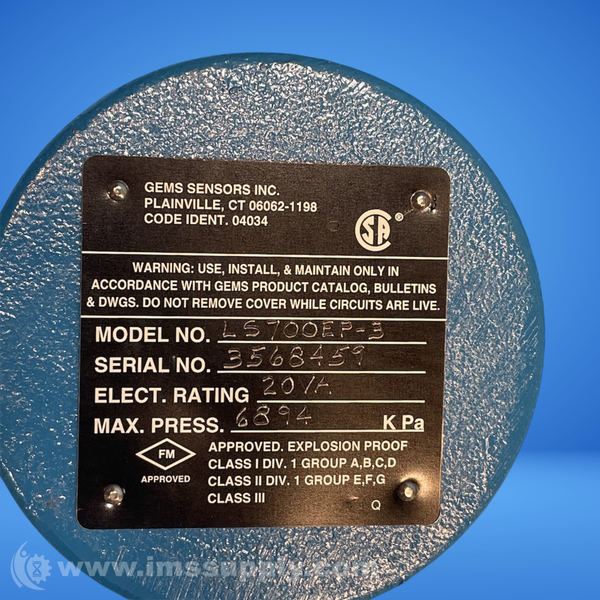 GEMS SENSORS INC.
PLAINVILLE, CT 06062-1198
CODE IDENT. 04034
SA ®
WARNING: USE, INSTALL, & MAINTAIN ONLY IN
ACCORDANCE WITH GEMS PRODUCT CATALOG, BULLETINS
& DWGS. DO NOT REMOVE COVER WHILE CIRCUITS ARE LIVE.
MODEL NO. LS700EP-3
SERIAL NO. 3568459
ELECT. RATING 20VA
MAX. PRESS. 6894 K Pa
FM
APPROVED
APPROVED. EXPLOSION PROOF
CLASS I DIV. 1 GROUP A,B,C,D
CLASS II DIV. 1 GROUP E,F,G
CLASS III
Q
www.imssupply.com